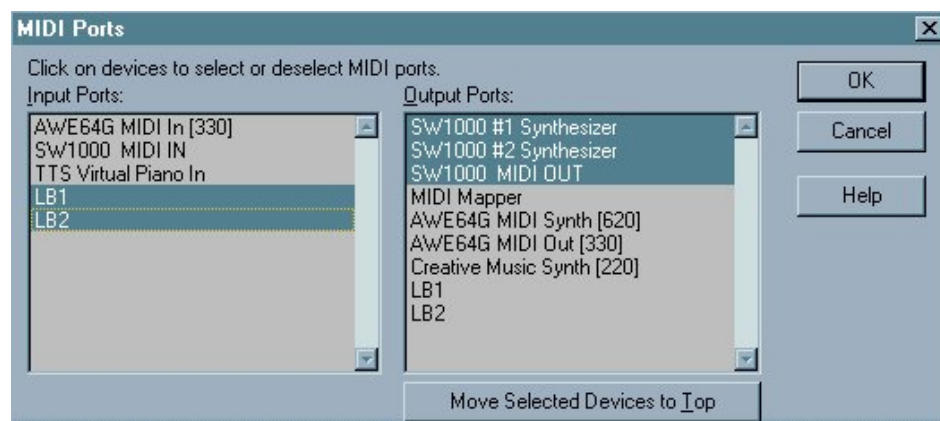 MIDI Ports
Click on devices to select or deselect MIDI ports.
Input Ports:
AWE64G MIDI In [330]
SW1000 MIDI IN
TTS Virtual Piano In
LB1
LB2
Output Ports:
SW1000 #1 Synthesizer
SW1000 #2 Synthesizer
SW1000 MIDI OUT
MIDI Mapper
AWE64G MIDI Synth [620]
AWE64G MIDI Out [330]
Creative Music Synth [220]
LB1
LB2
Move Selected Devices to Top
OK
Cancel
Help